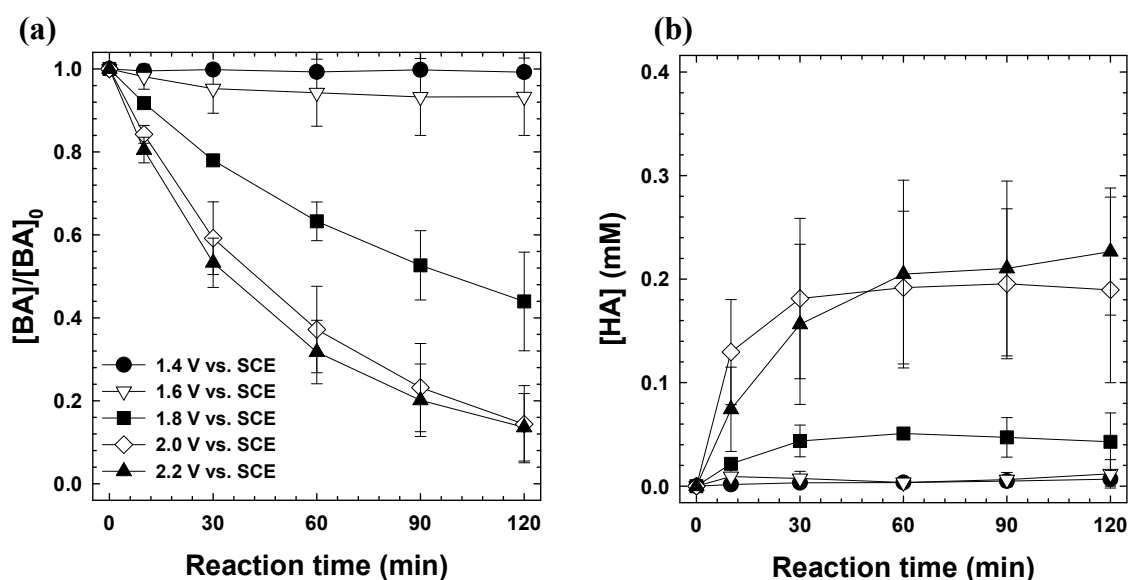 (a)
[BA]/[BA]₀
1.0
0.8
0.6
0.4
0.2
0.0
1.4 V vs. SCE
1.6 V vs. SCE
1.8 V vs. SCE
2.0 V vs. SCE
2.2 V vs. SCE
0 30 60 90 120
Reaction time (min)
(b)
[HA] (mM)
0.4
0.3
0.2
0.1
0.0
0 30 60 90 120
Reaction time (min)